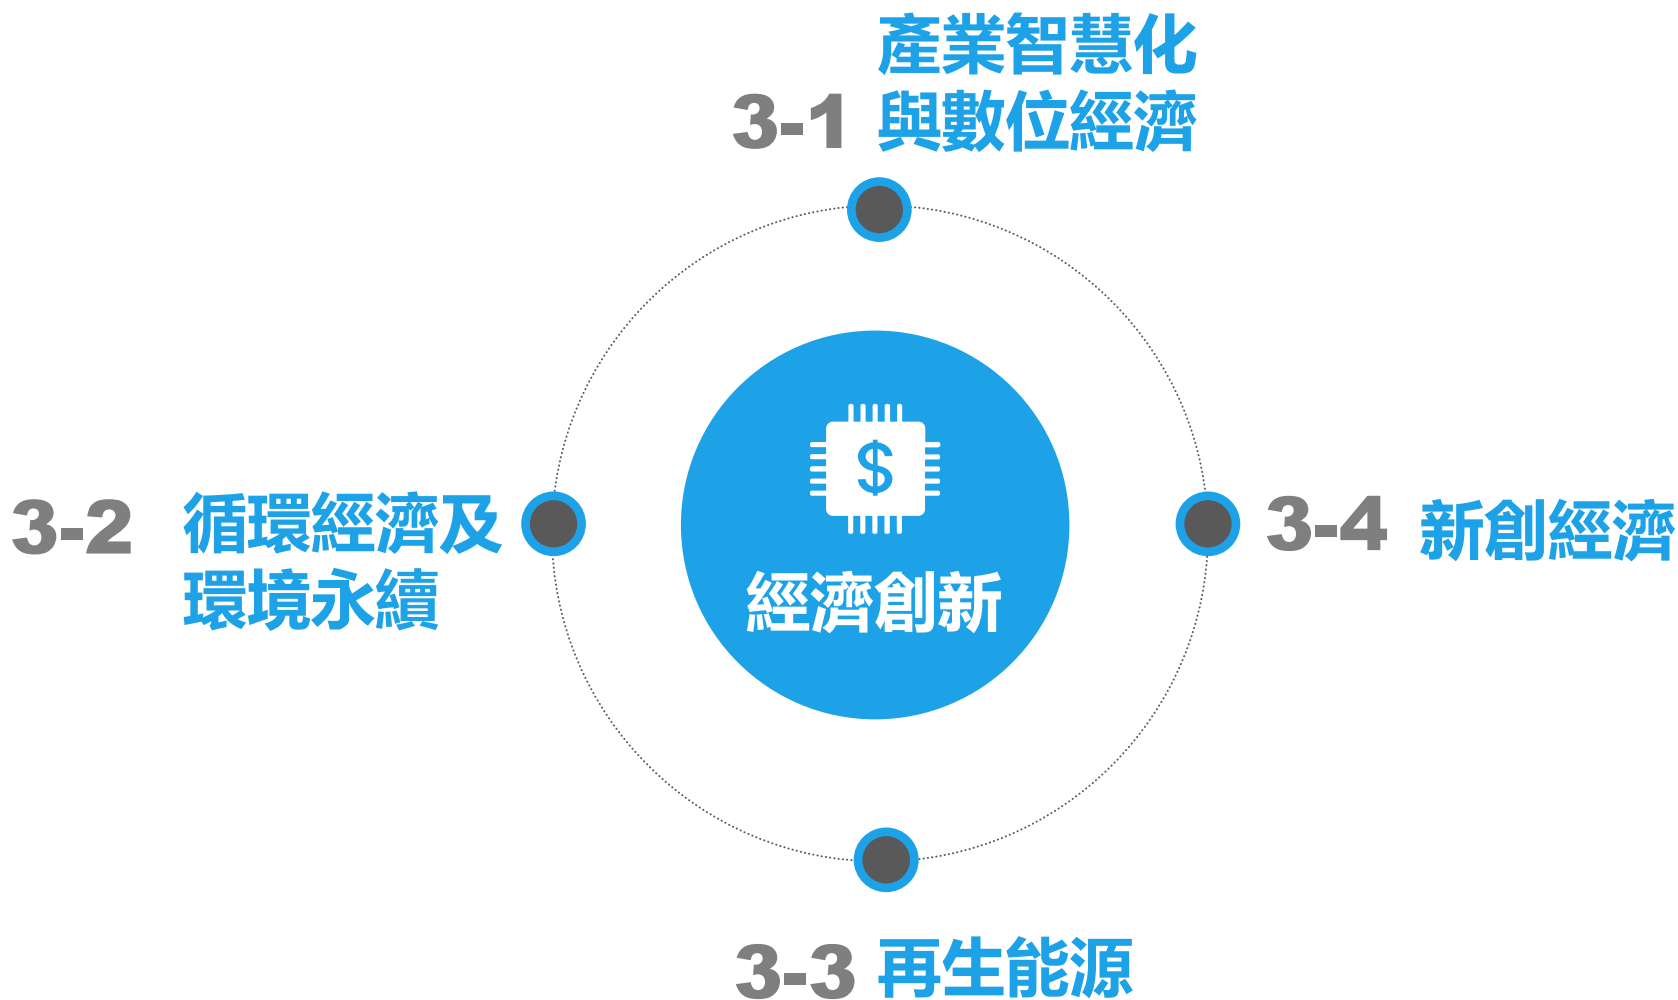 產業智慧化
3-1 與數位經濟
3-2 循環經濟及
環境永續
$
經濟創新
3-4 新創經濟
3-3 再生能源